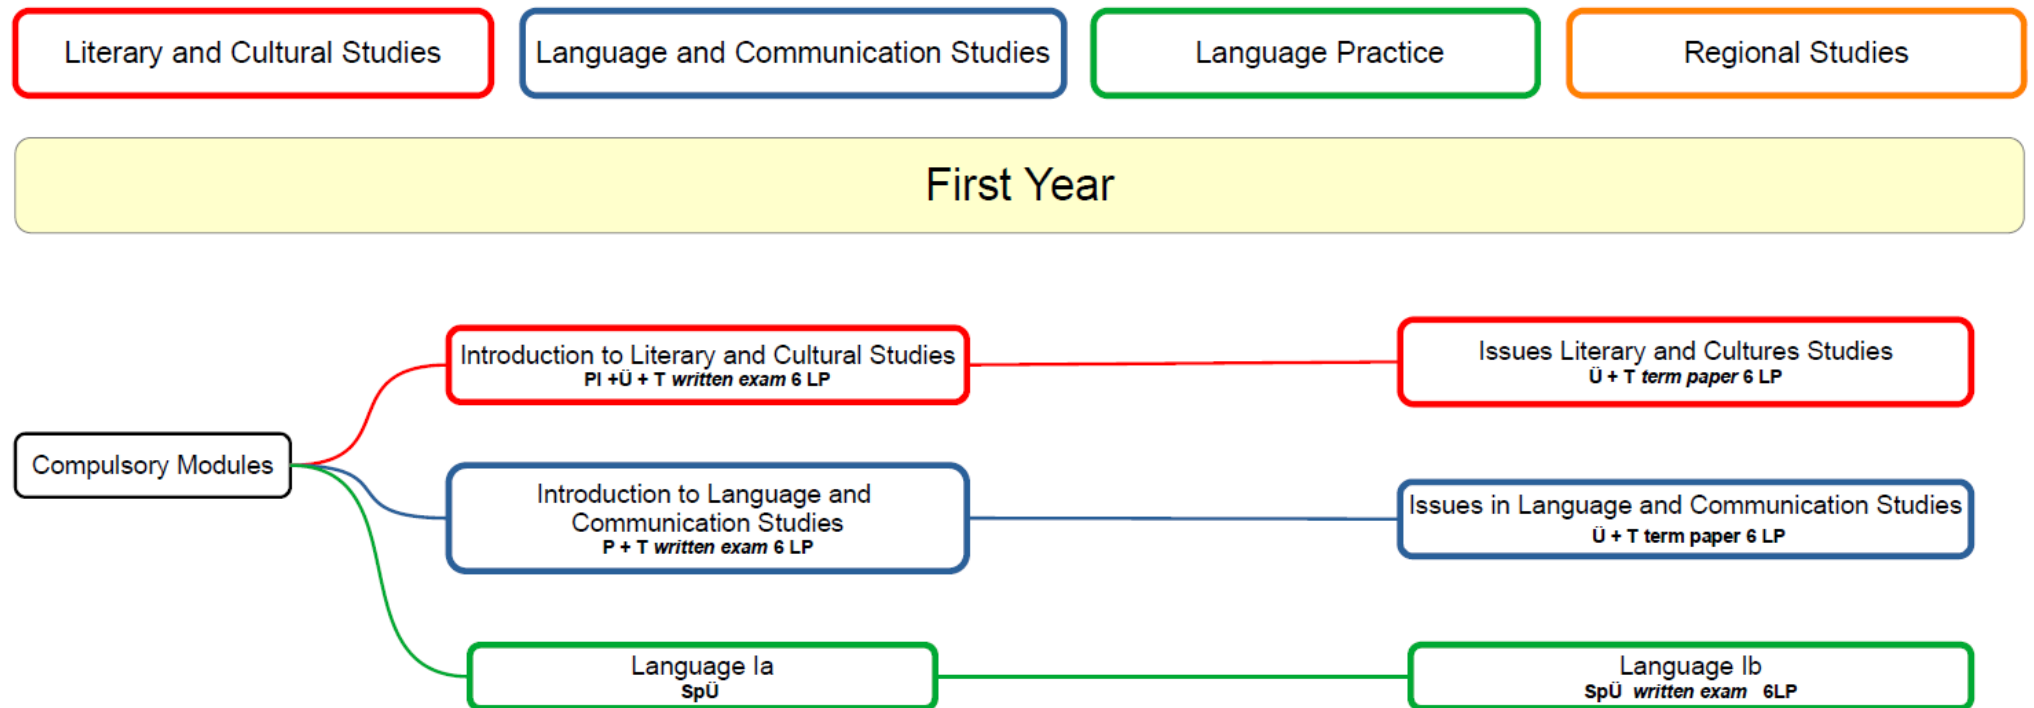 Literary and Cultural Studies
Language and Communication Studies
Language Practice
Regional Studies
First Year
Compulsory Modules
Introduction to Literary and Cultural Studies
PI +Ü + T written exam 6 LP
Issues Literary and Cultures Studies
Ü + T term paper 6 LP
Introduction to Language and
Communication Studies
P + T written exam 6 LP
Issues in Language and Communication Studies
Ü + T term paper 6 LP
Language Ia
SpÜ
Language Ib
SpÜ written exam 6LP